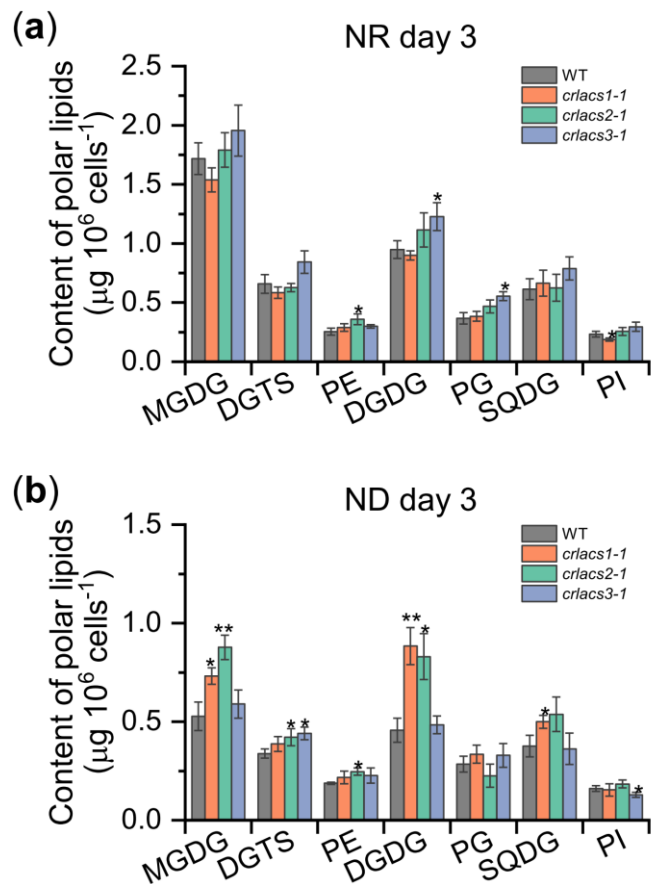 (a)
NR day 3
Content of polar lipids
(μg 10⁶ cells⁻¹)
2.5
2.0
1.5
1.0
0.5
0.0
WT
crlacs1-1
crlacs2-1
crlacs3-1
*
*
*
*
MGDG
DGTS
PE
DGDG
PG
SQDG
PI
(b)
ND day 3
Content of polar lipids
(μg 10⁶ cells⁻¹)
1.5
1.0
0.5
0.0
WT
crlacs1-1
crlacs2-1
crlacs3-1
*
**
*
*
*
**
*
*
*
MGDG
DGTS
PE
DGDG
PG
SQDG
PI